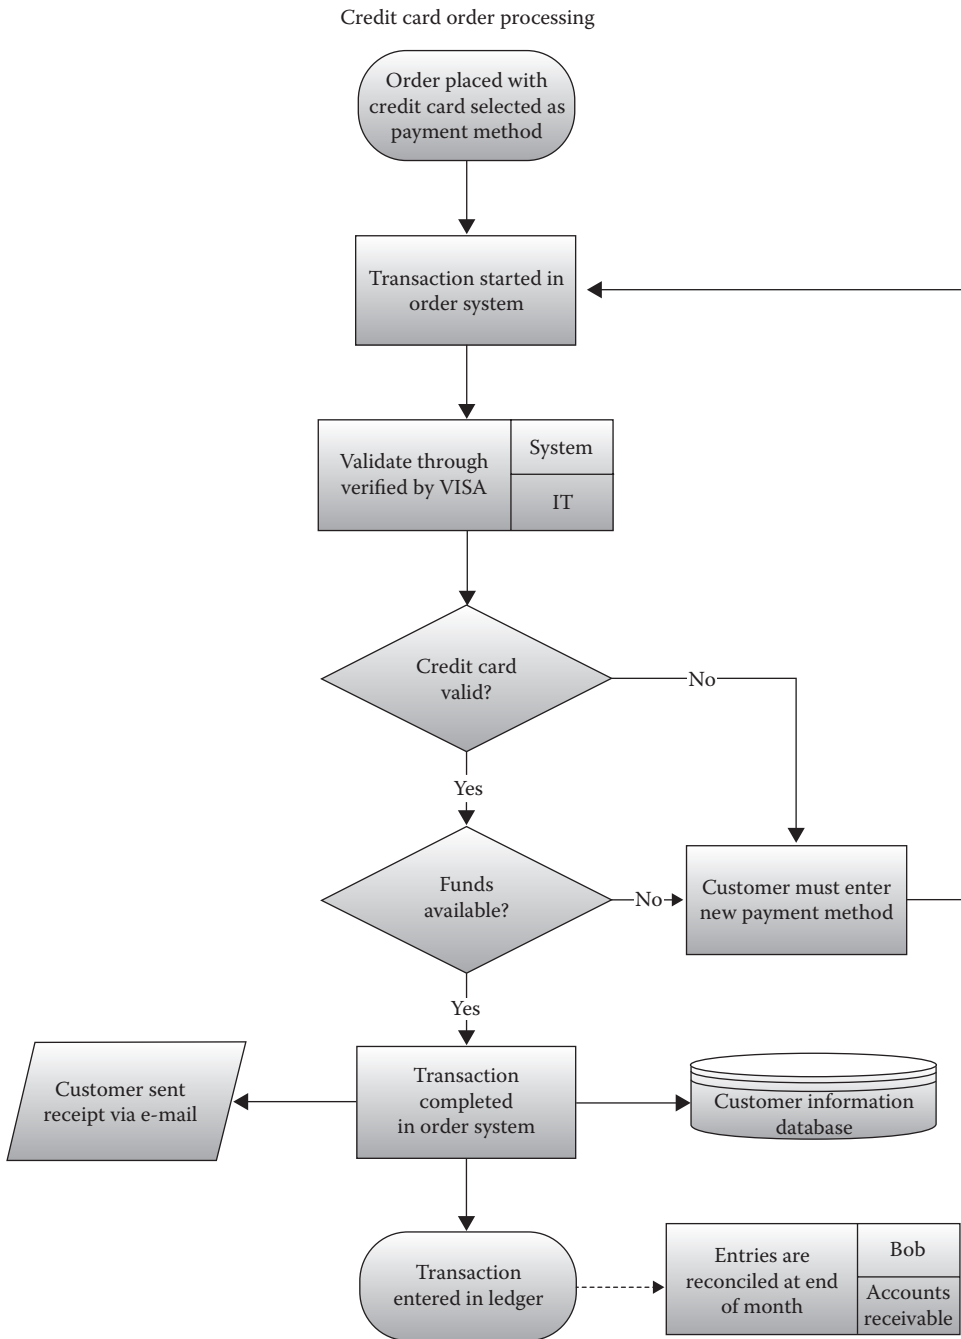 Credit card order processing
Order placed with
credit card selected as
payment method
Transaction started in
order system
Validate through
verified by VISA
System
IT
Credit card
valid?
No
Yes
Funds
available?
No
Customer must enter
new payment method
Yes
Customer sent
receipt via e-mail
Transaction
completed
in order system
Customer information
database
Transaction
entered in ledger
Entries are
reconciled at end
of month
Bob
Accounts
receivable